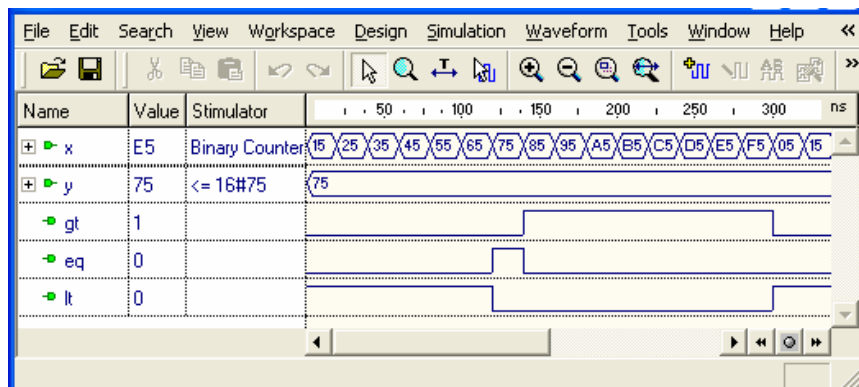 File Edit Search View Workspace Design Simulation Waveform Tools Window Help «
»
Name Value Stimulator 50 100 150 200 250 300 ns
x E5 Binary Counter 15 25 35 45 55 65 75 85 95 A5 B5 C5 D5 E5 F5 05 15
y 75 <= 16#75 75
gt 1
eq 0
lt 0